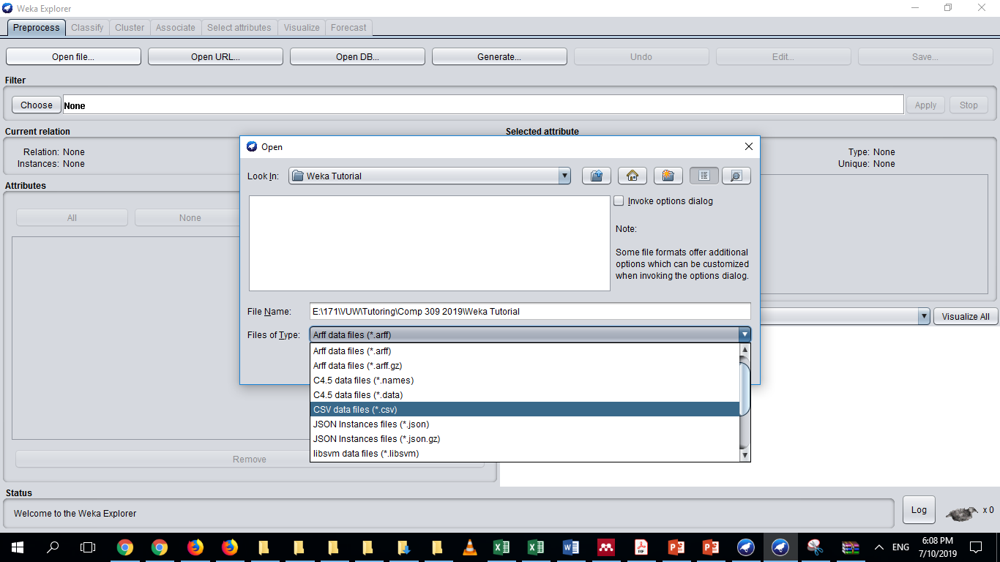 Weka Explorer
Preprocess Classify Cluster Associate Select attributes Visualize Forecast
Open file... Open URL... Open DB... Generate... Undo Edit... Save...
Filter
Choose None Apply Stop
Current relation
Relation: None
Instances: None
Selected attribute
Type: None
Unique: None
Attributes
All None
Remove
Visualize All
Open
Look In: Weka Tutorial
Invoke options dialog
Note:
Some file formats offer additional
options which can be customized
when invoking the options dialog.
File Name: E:\171\VUW\Tutoring\Comp 309 2019\Weka Tutorial
Files of Type: Arff data files (*.arff)
Arff data files (*.arff)
Arff data files (*.arff.gz)
C4.5 data files (*.names)
C4.5 data files (*.data)
CSV data files (*.csv)
JSON Instances files (*.json)
JSON Instances files (*.json.gz)
libsvm data files (*.libsvm)
Status
Welcome to the Weka Explorer
Log x 0
ENG
6:08 PM
7/10/2019